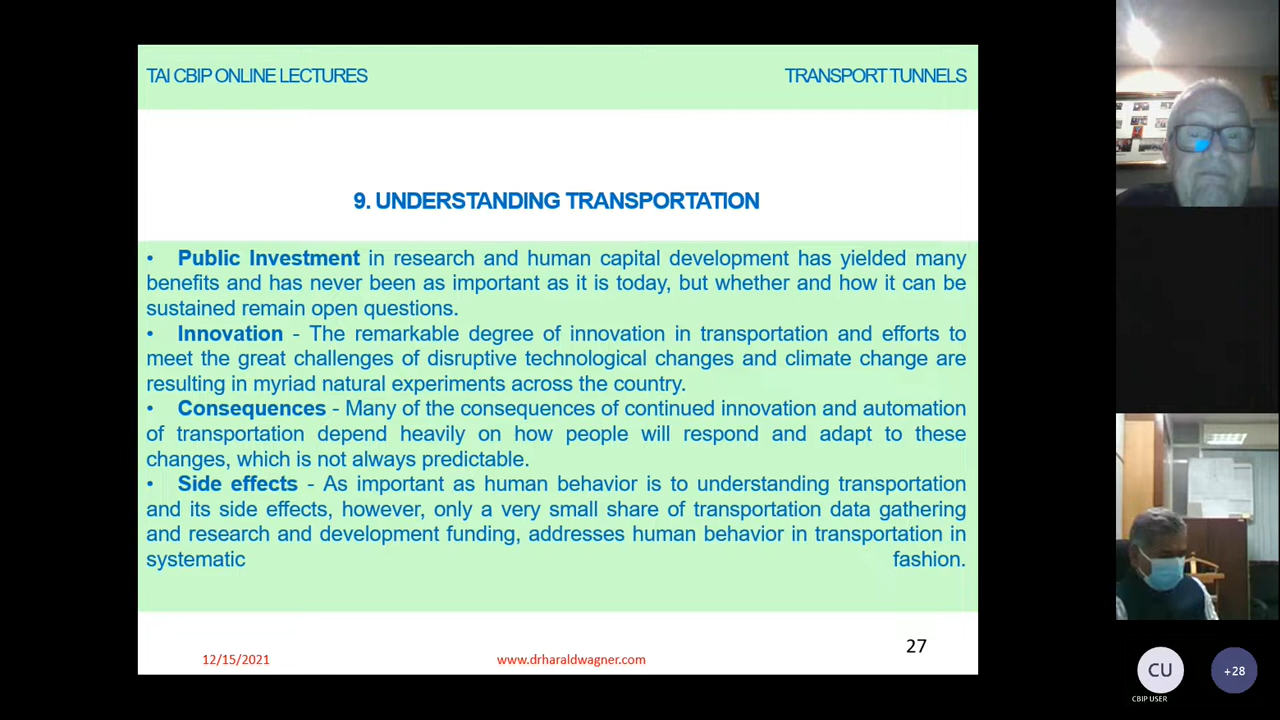 TAI CBIP ONLINE LECTURES
TRANSPORT TUNNELS
9. UNDERSTANDING TRANSPORTATION
• Public Investment in research and human capital development has yielded many
benefits and has never been as important as it is today, but whether and how it can be
sustained remain open questions.
• Innovation - The remarkable degree of innovation in transportation and efforts to
meet the great challenges of disruptive technological changes and climate change are
resulting in myriad natural experiments across the country.
• Consequences - Many of the consequences of continued innovation and automation
of transportation depend heavily on how people will respond and adapt to these
changes, which is not always predictable.
• Side effects - As important as human behavior is to understanding transportation
and its side effects, however, only a very small share of transportation data gathering
and research and development funding, addresses human behavior in transportation in
systematic fashion.
12/15/2021
www.drharaldwagner.com
27
CU
+28
CBIP USER